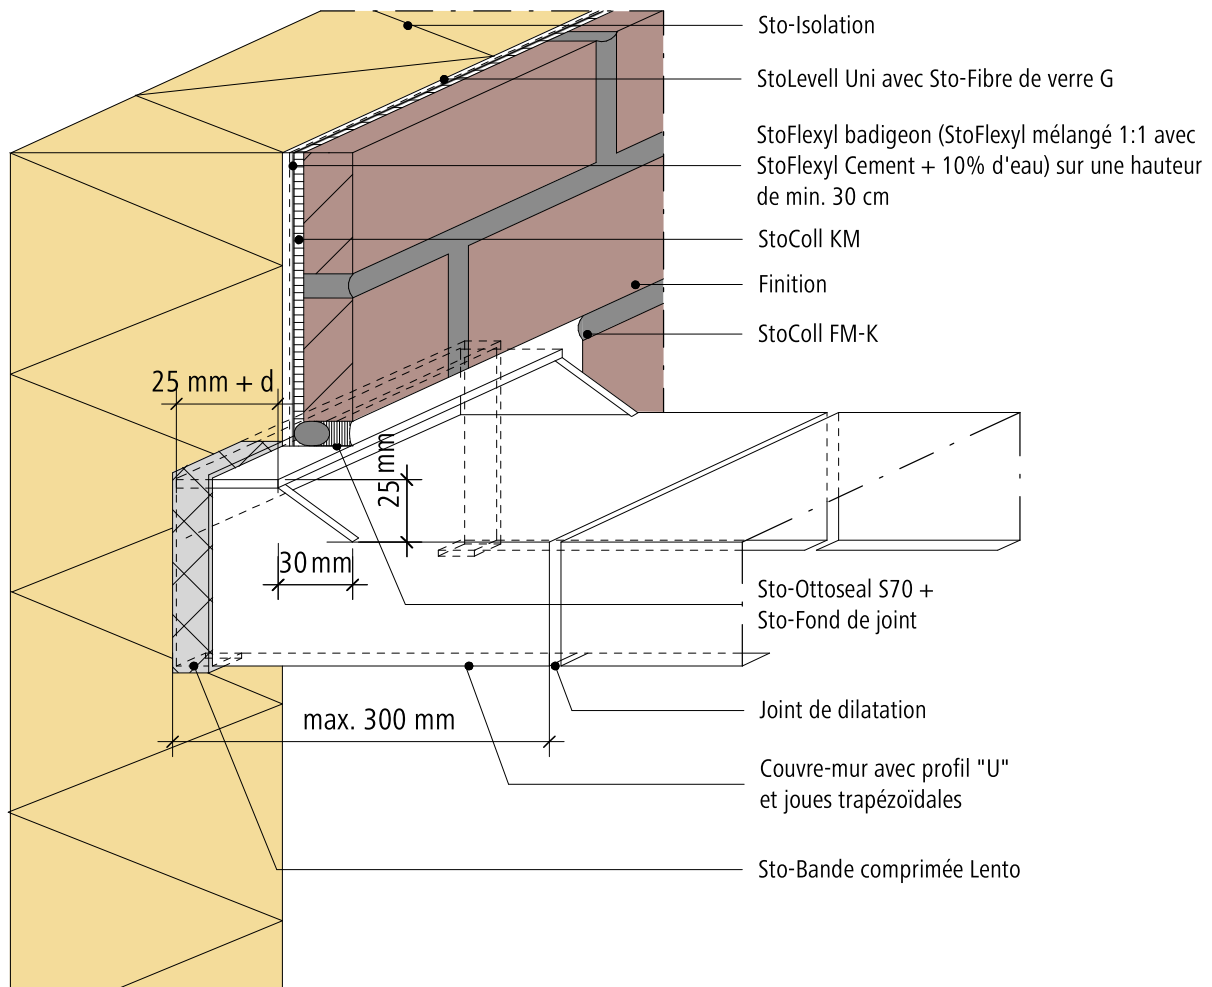 Sto-Isolation
StoLevell Uni avec Sto-Fibre de verre G
StoFlexyl badigeon (StoFlexyl mélangé 1:1 avec
StoFlexyl Cement + 10% d'eau) sur une hauteur
de min. 30 cm
StoColl KM
Finition
StoColl FM-K
25 mm + d
25 mm
30 mm
Sto-Ottoseal S70 +
Sto-Fond de joint
max. 300 mm
Joint de dilatation
Couvre-mur avec profil "U"
et joues trapézoïdales
Sto-Bande comprimée Lento